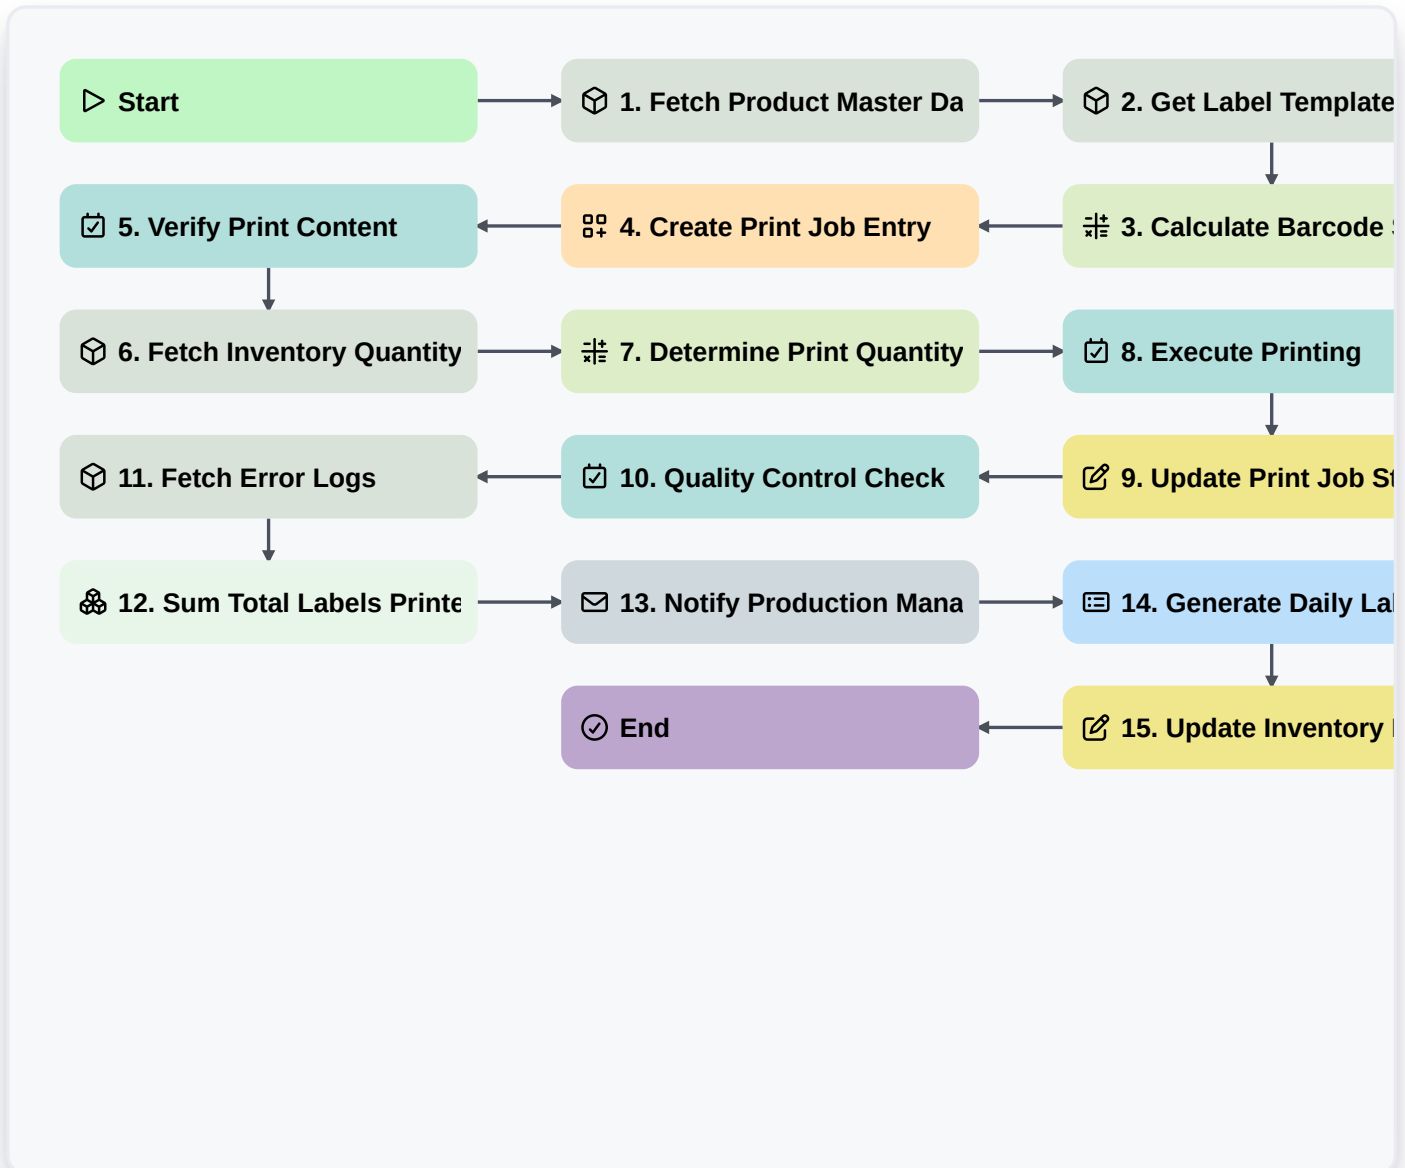 Start
1. Fetch Product Master Da
2. Get Label Template
5. Verify Print Content
4. Create Print Job Entry
3. Calculate Barcode
6. Fetch Inventory Quantity
7. Determine Print Quantity
8. Execute Printing
11. Fetch Error Logs
10. Quality Control Check
9. Update Print Job St
12. Sum Total Labels Printe
13. Notify Production Mana
14. Generate Daily Lal
End
15. Update Inventory